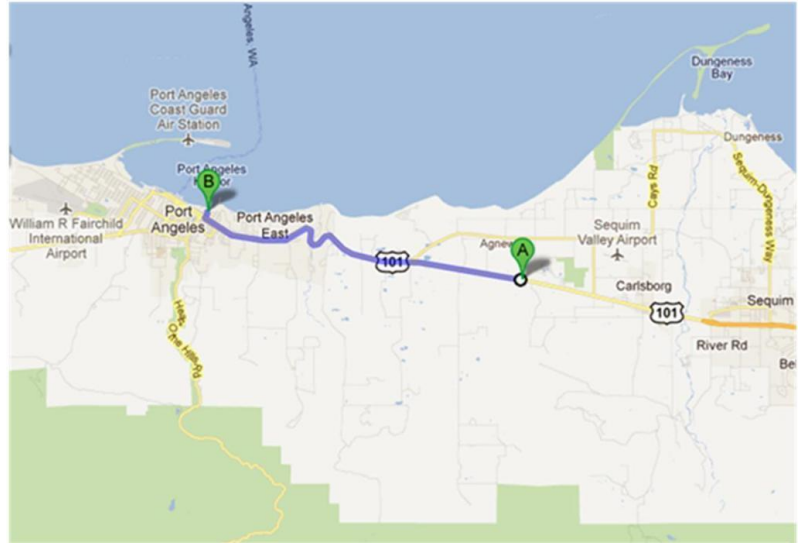 Angeles, WA
Dungeness
Bay
Port Angeles
Coast Guard
Air Station
Dungeness
Port Angeles
B
Cays Rd
Sequim-Dungeness Way
William R Fairchild
International
Airport
Port
Angeles
Port Angeles
East
Sequim
Valley Airport
Agnew
A
101
Carlsborg
101
Sequim
River Rd
Hills Rd